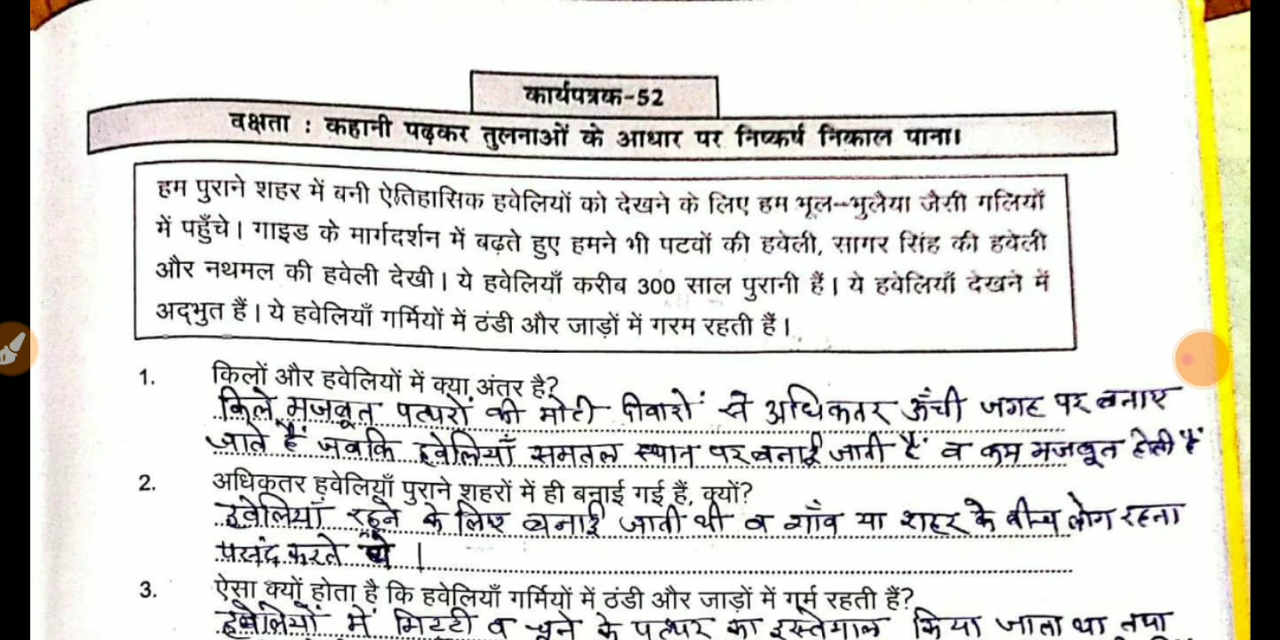 कार्यपत्रक-52
वक्षता : कहानी पढ़कर तुलनाओं के आधार पर निष्कर्ष निकाल पाना।
हम पुराने शहर में बनी ऐतिहासिक हवेलियों को देखने के लिए हम भूल-भुलैया जैसी गलियों
में पहुँचे। गाइड के मार्गदर्शन में बढ़ते हुए हमने भी पटवों की हवेली, सागर सिंह की हवेली
और नथमल की हवेली देखी। ये हवेलियाँ करीब 300 साल पुरानी हैं। ये हवेलियाँ देखने में
अद्भुत हैं। ये हवेलियाँ गर्मियों में ठंडी और जाड़ों में गरम रहती हैं।
1. किलों और हवेलियों में क्या अंतर है?
किले मजबूत पत्थरों की मोटी दीवारों से अधिकतर ऊँची जगह पर बनाए
जाते हैं जबकि हवेलियाँ समतल स्थान पर बनाई जाती हैं व कम मजबूत होती हैं
2. अधिकतर हवेलियाँ पुराने शहरों में ही बनाई गई हैं, क्यों?
हवेलियां रहने के लिए बनाई जाती थी व गाँव या शहर के बीच लोग रहना
पसंद करते थे।
3. ऐसा क्यों होता है कि हवेलियाँ गर्मियों में ठंडी और जाड़ों में गर्म रहती हैं?
हवेलियों में मिटटी व चूने के पत्थर का इस्तेमाल किया जाता था तथा